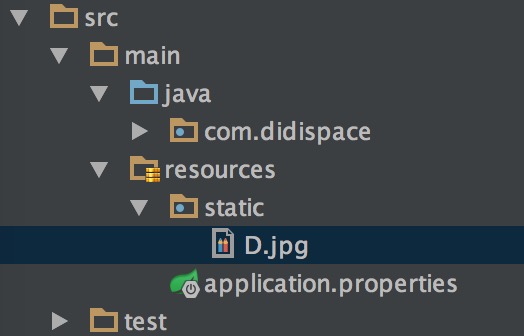 src
main
java
com.didispace
resources
static
D.jpg
application.properties
test